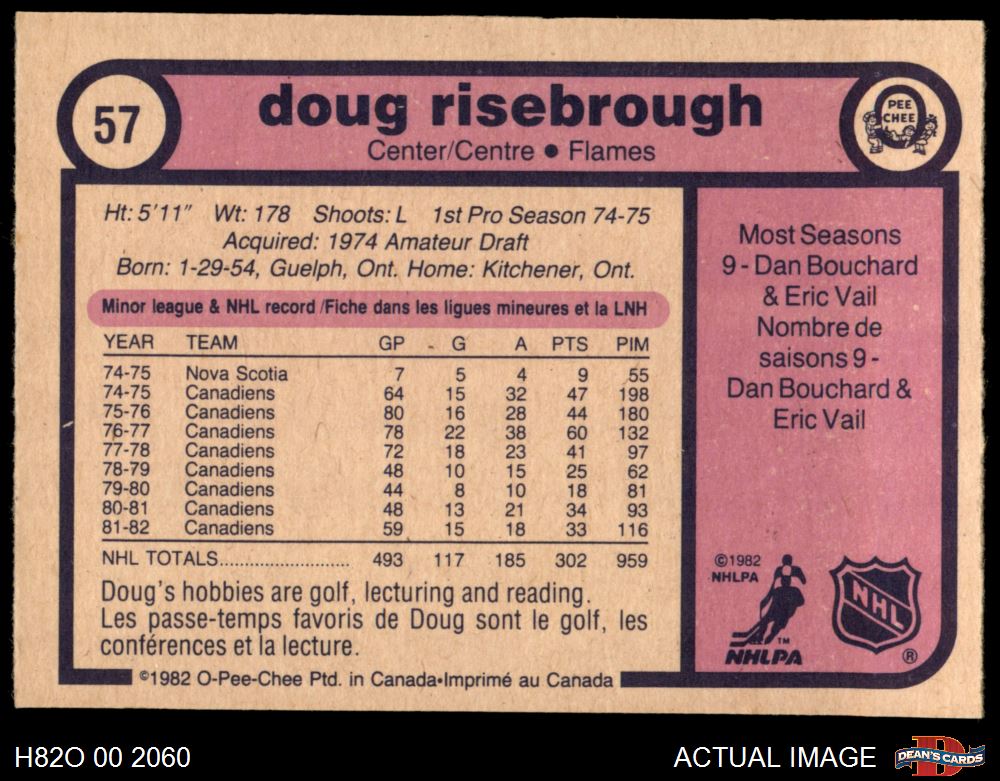 57
doug risebrough
Center/Centre ● Flames
O
PEE
CHEE
Ht: 5'11" Wt: 178 Shoots: L 1st Pro Season 74-75
Acquired: 1974 Amateur Draft
Born: 1-29-54, Guelph, Ont. Home: Kitchener, Ont.
Minor league & NHL record /Fiche dans les ligues mineures et la LNH
YEAR TEAM GP G A PTS PIM
74-75 Nova Scotia 7 5 4 9 55
74-75 Canadiens 64 15 32 47 198
75-76 Canadiens 80 16 28 44 180
76-77 Canadiens 78 22 38 60 132
77-78 Canadiens 72 18 23 41 97
78-79 Canadiens 48 10 15 25 62
79-80 Canadiens 44 8 10 18 81
80-81 Canadiens 48 13 21 34 93
81-82 Canadiens 59 15 18 33 116
NHL TOTALS.......................... 493 117 185 302 959
Doug's hobbies are golf, lecturing and reading.
Les passe-temps favoris de Doug sont le golf, les
conférences et la lecture.
©1982 O-Pee-Chee Ptd. in Canada•Imprimé au Canada
Most Seasons
9 - Dan Bouchard
& Eric Vail
Nombre de
saisons 9 -
Dan Bouchard &
Eric Vail
©1982
NHLPA
TM
NHLPA
NHL
®
H82O 00 2060
ACTUAL IMAGE
D
DEAN'S CARDS